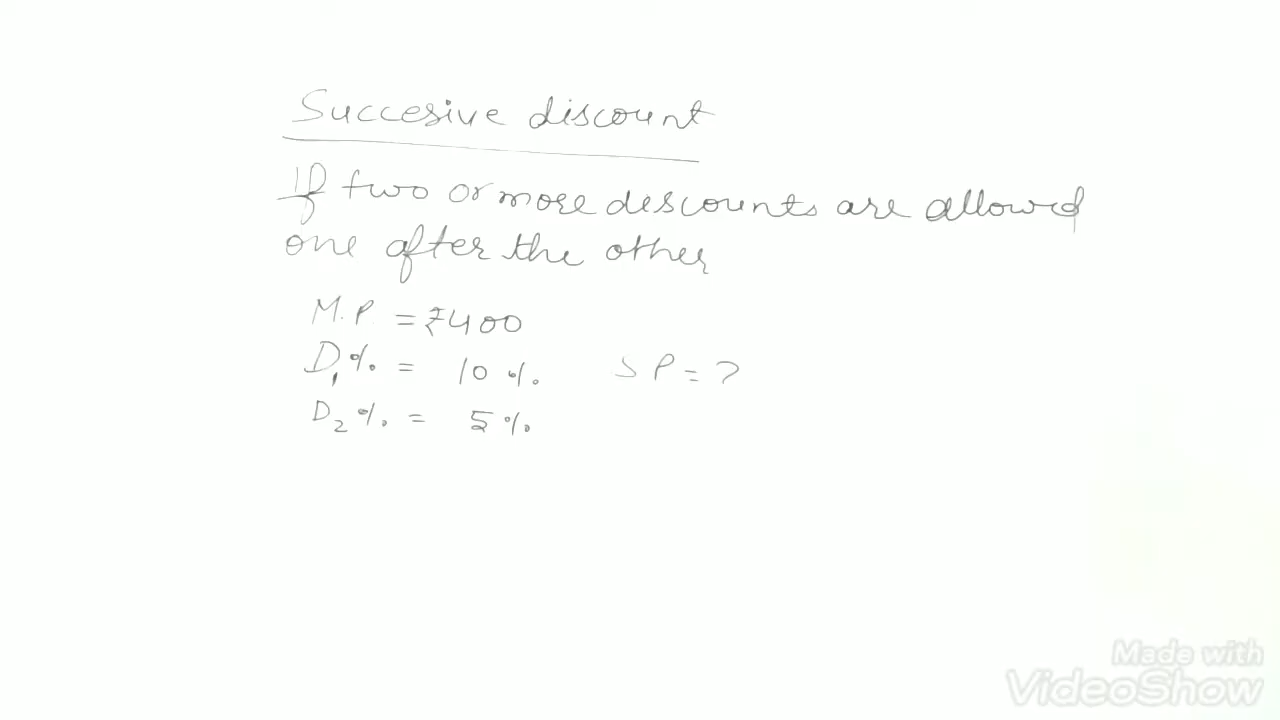 Succesive discount
If two or more discounts are allowed
one after the other
M.P. = ₹400
D₁% = 10 % SP = ?
D₂ % = 5 %
Made with
VideoShow